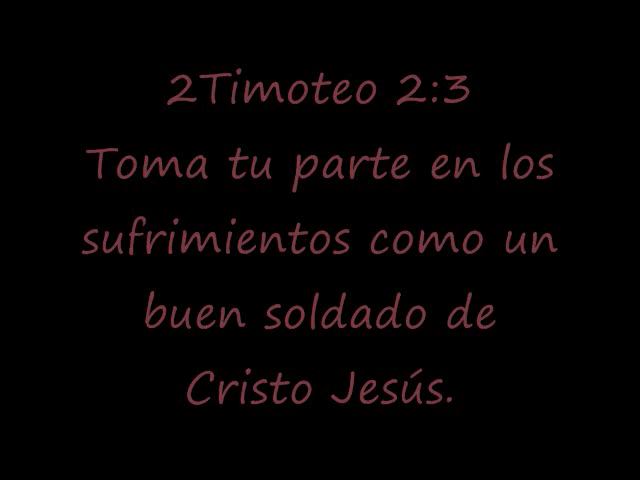 2Timoteo 2:3
Toma tu parte en los
sufrimientos como un
buen soldado de
Cristo Jesús.